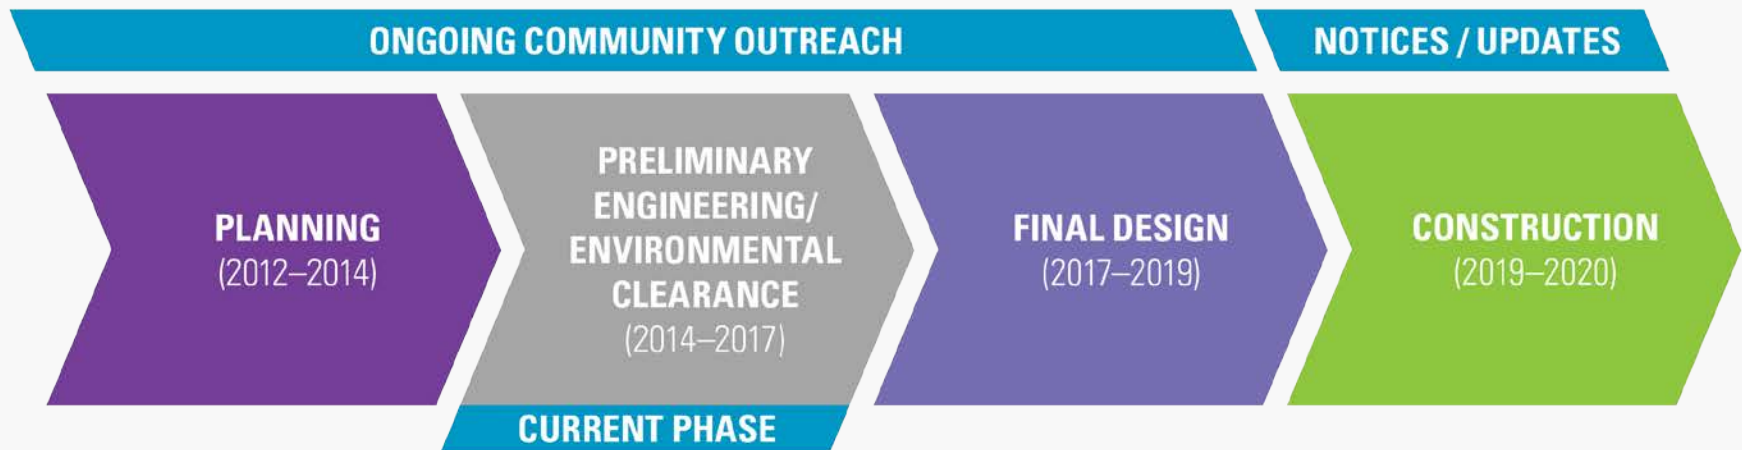 ONGOING COMMUNITY OUTREACH
NOTICES / UPDATES
PLANNING
(2012–2014)
PRELIMINARY
ENGINEERING/
ENVIRONMENTAL
CLEARANCE
(2014–2017)
CURRENT PHASE
FINAL DESIGN
(2017–2019)
CONSTRUCTION
(2019–2020)